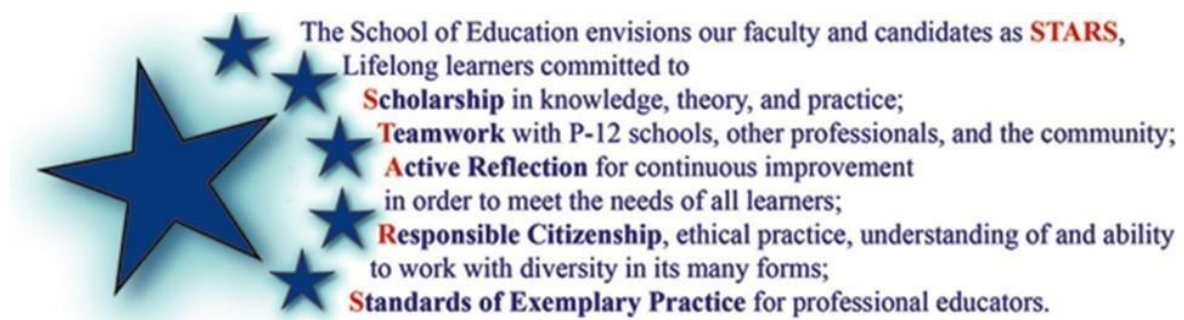 The School of Education envisions our faculty and candidates as STARS,
Lifelong learners committed to
Scholarship in knowledge, theory, and practice;
Teamwork with P-12 schools, other professionals, and the community;
Active Reflection for continuous improvement
in order to meet the needs of all learners;
Responsible Citizenship, ethical practice, understanding of and ability
to work with diversity in its many forms;
Standards of Exemplary Practice for professional educators.